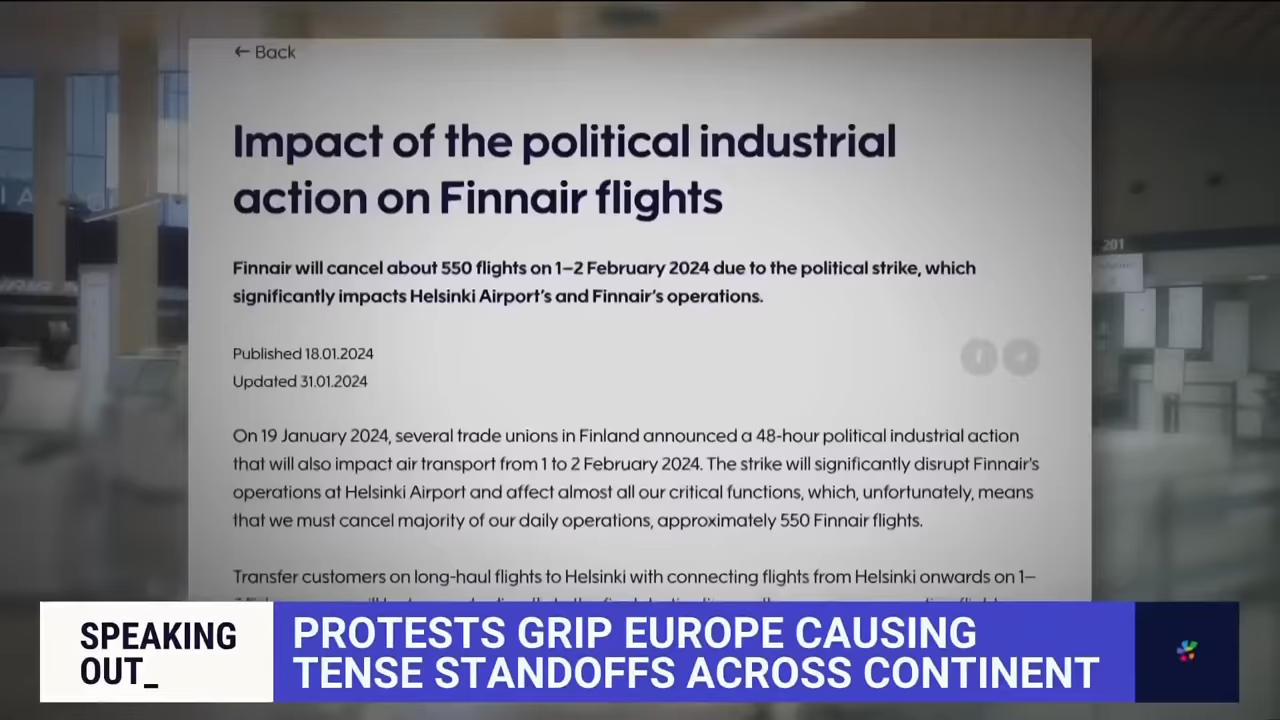 ← Back
Impact of the political industrial
action on Finnair flights
Finnair will cancel about 550 flights on 1–2 February 2024 due to the political strike, which
significantly impacts Helsinki Airport's and Finnair's operations.
Published 18.01.2024
Updated 31.01.2024
201
On 19 January 2024, several trade unions in Finland announced a 48-hour political industrial action
that will also impact air transport from 1 to 2 February 2024. The strike will significantly disrupt Finnair's
operations at Helsinki Airport and affect almost all our critical functions, which, unfortunately, means
that we must cancel majority of our daily operations, approximately 550 Finnair flights.
Transfer customers on long-haul flights to Helsinki with connecting flights from Helsinki onwards on 1–
SPEAKING
OUT_
PROTESTS GRIP EUROPE CAUSING
TENSE STANDOFFS ACROSS CONTINENT